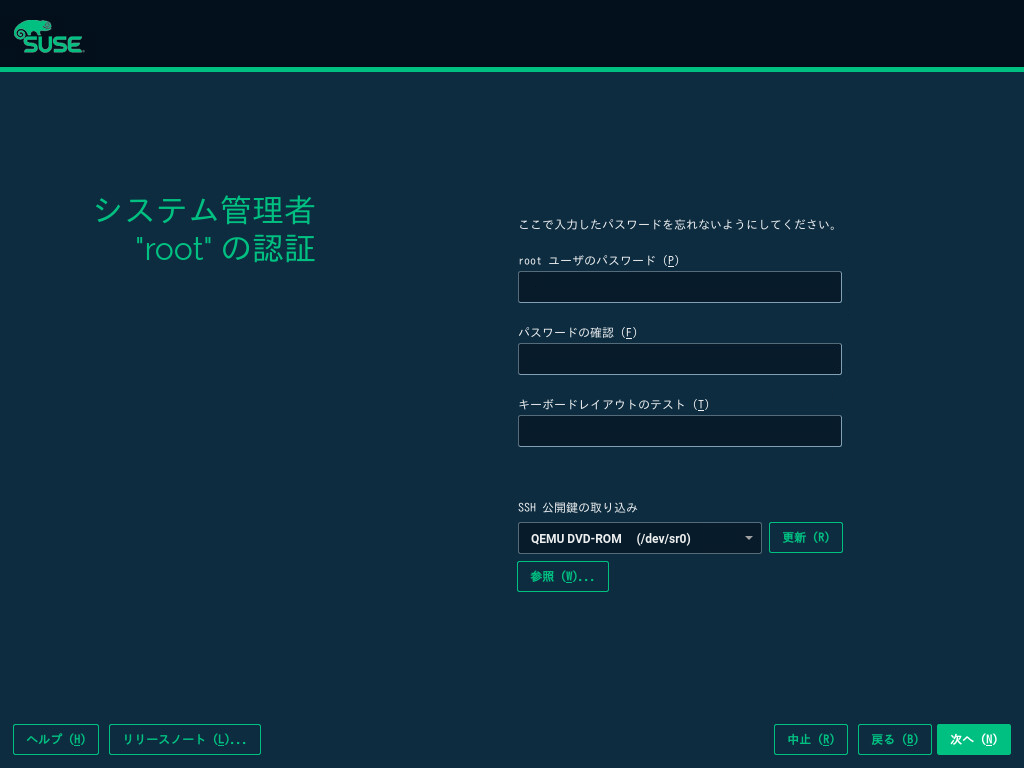 SUSE
システム管理者
"root" の認証
ここで入力したパスワードを忘れないようにしてください。
root ユーザのパスワード (P)
パスワードの確認 (F)
キーボードレイアウトのテスト (T)
SSH 公開鍵の取り込み
QEMU DVD-ROM (/dev/sr0)
更新 (R)
参照 (W)...
ヘルプ (H)
リリースノート (L)...
中止 (R)
戻る (B)
次へ (N)